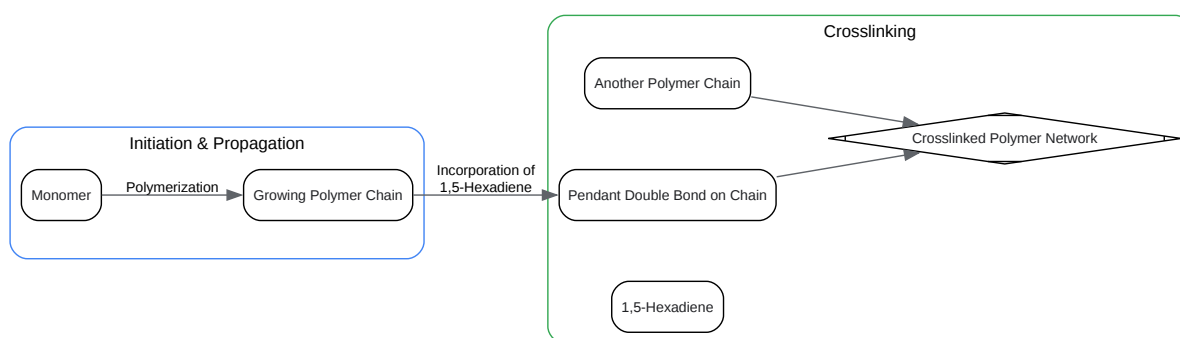 Crosslinking
Another Polymer Chain
Crosslinked Polymer Network
Initiation & Propagation
Monomer
Polymerization
Growing Polymer Chain
Incorporation of
1,5-Hexadiene
Pendant Double Bond on Chain
1,5-Hexadiene